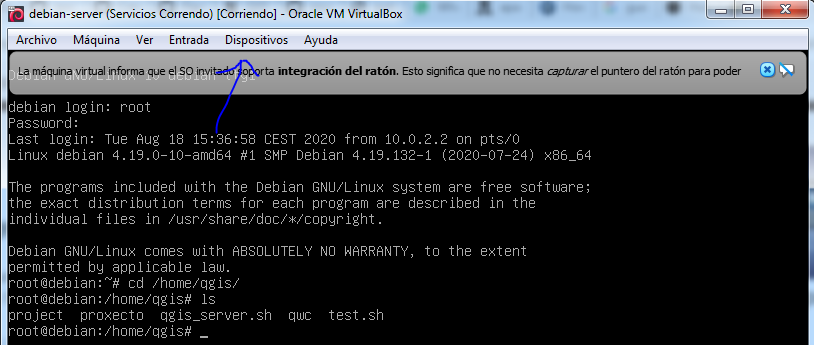 debian-server (Servicios Correndo) [Corriendo] - Oracle VM VirtualBox
Archivo Máquina Ver Entrada Dispositivos Ayuda
La máquina virtual informa que el SO invitado soporta integración del ratón. Esto significa que no necesita capturar el puntero del ratón para poder
debian login: root
Password:
Last login: Tue Aug 18 15:36:58 CEST 2020 from 10.0.2.2 on pts/0
Linux debian 4.19.0-10-amd64 #1 SMP Debian 4.19.132-1 (2020-07-24) x86_64
The programs included with the Debian GNU/Linux system are free software;
the exact distribution terms for each program are described in the
individual files in /usr/share/doc/*/copyright.
Debian GNU/Linux comes with ABSOLUTELY NO WARRANTY, to the extent
permitted by applicable law.
root@debian:~# cd /home/qgis/
root@debian:/home/qgis# ls
project proxecto qgis_server.sh qwc test.sh
root@debian:/home/qgis# _